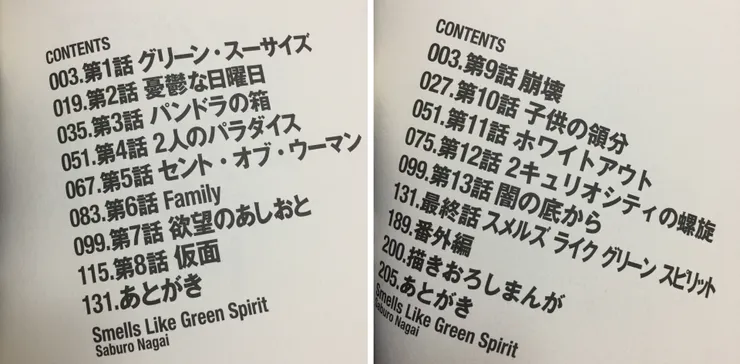 CONTENTS
003.第1話 グリーン・スーサイズ
019.第2話 憂鬱な日曜日
035.第3話 パンドラの箱
051.第4話 2人のパラダイス
067.第5話 セント・オブ・ウーマン
083.第6話 Family
099.第7話 欲望のあしおと
115.第8話 仮面
131.あとがき
Smells Like Green Spirit
Saburo Nagai
CONTENTS
003.第9話 崩壊
027.第10話 子供の領分
051.第11話 ホワイトアウト
075.第12話 2キュリオシティの螺旋
099.第13話 闇の底から
131.最終話 スメルズ ライク グリーン スピリット
189.番外編
200.描きおろしまんが
205.あとがき
Smells Like Green Spirit
Saburo Nagai